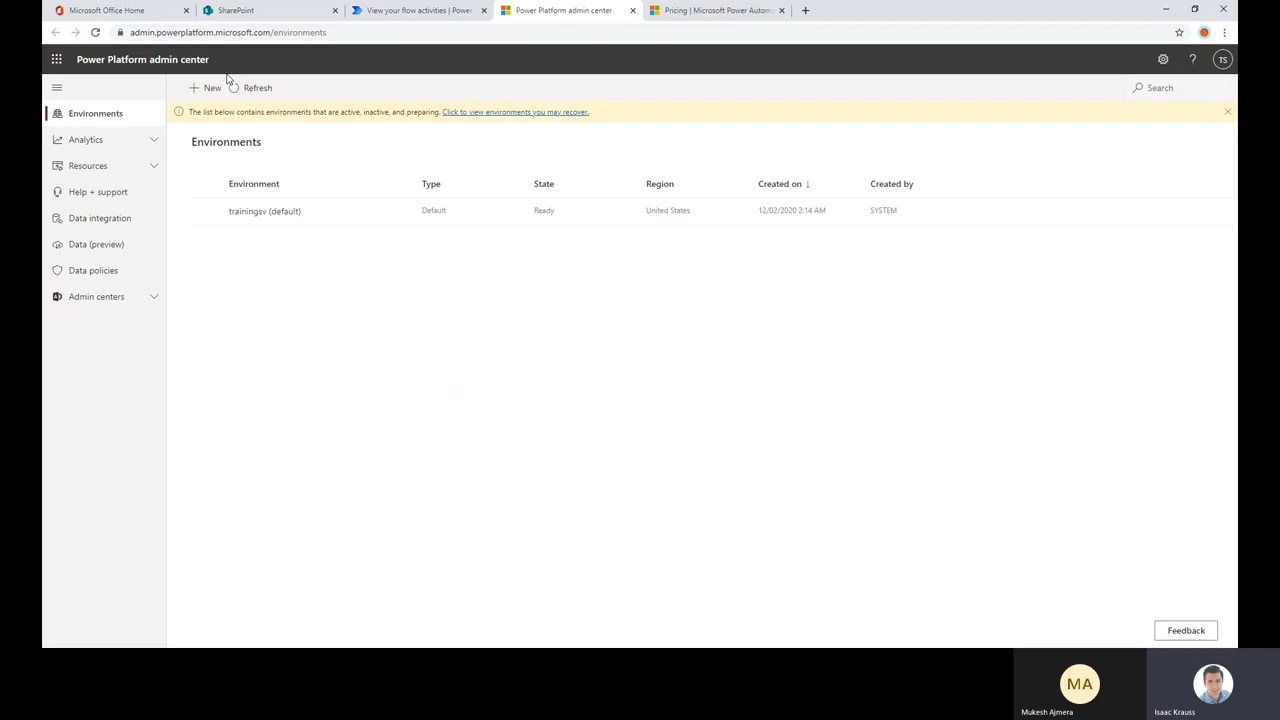 Microsoft Office Home
SharePoint
View your flow activities | Power
Power Platform admin center
Pricing | Microsoft Power Autom
admin.powerplatform.microsoft.com/environments
Power Platform admin center
TS
New
Refresh
Search
Environments
Analytics
Resources
Help + support
Data integration
Data (preview)
Data policies
Admin centers
The list below contains environments that are active, inactive, and preparing. Click to view environments you may recover.
Environments
Environment Type State Region Created on ↓ Created by
trainingsv (default) Default Ready United States 12/02/2020 2:14 AM SYSTEM
Feedback
MA
Mukesh Ajmera
Isaac Krauss